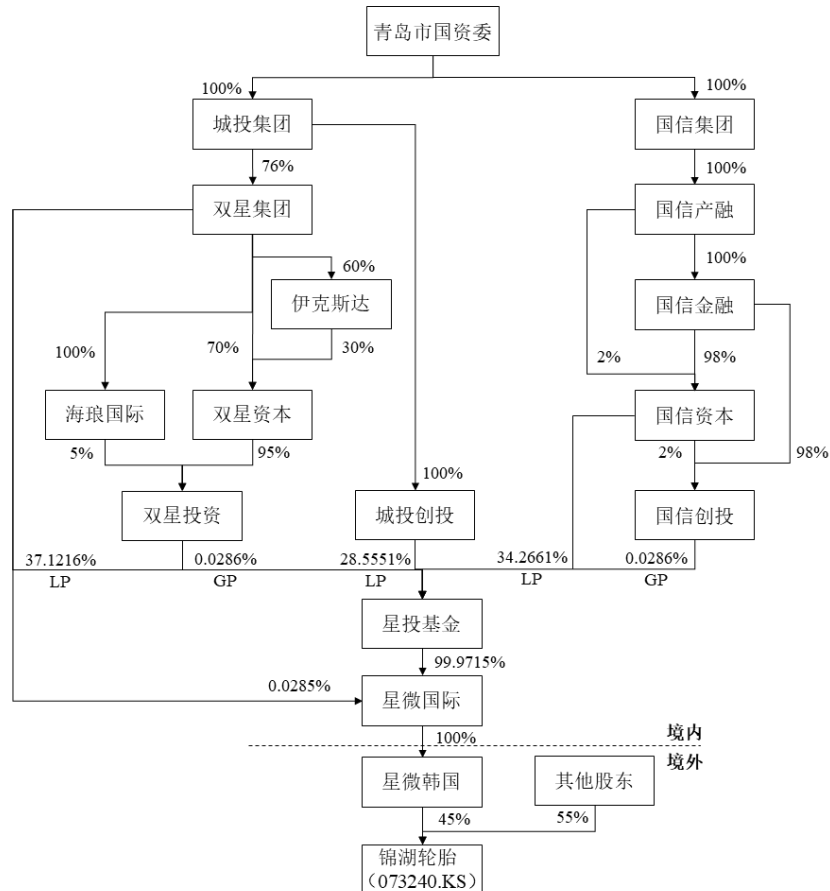 青岛市国资委
100%
100%
城投集团
国信集团
76%
100%
双星集团
国信产融
60%
100%
伊克斯达
国信金融
100%
70%
30%
2%
98%
海琅国际
双星资本
国信资本
5%
95%
100%
2%
98%
双星投资
城投创投
国信创投
37.1216%
0.0286%
28.5551%
34.2661%
0.0286%
LP
GP
LP
LP
GP
星投基金
99.9715%
0.0285%
星微国际
100%
境内
境外
星微韩国
其他股东
45%
55%
锦湖轮胎
（073240.KS）